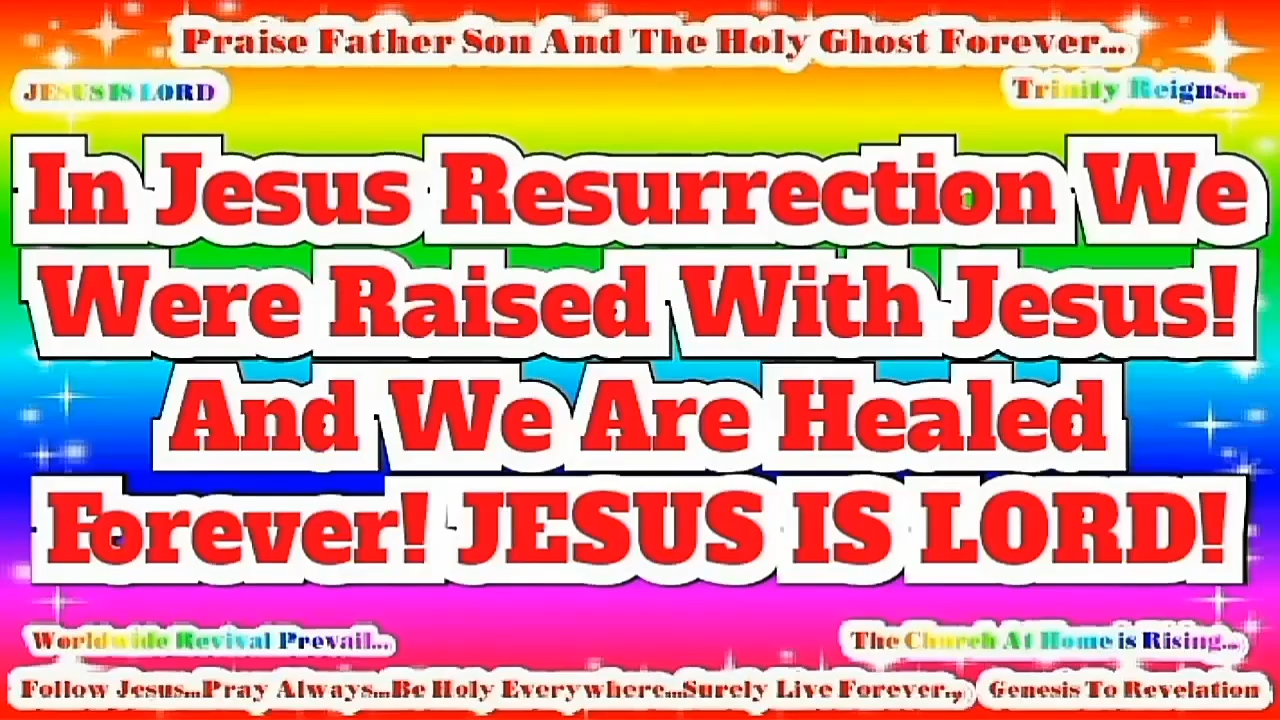 Praise Father Son And The Holy Ghost Forever...
JESUS IS LORD
Trinity Reigns...
In Jesus Resurrection We
Were Raised With Jesus!
And We Are Healed
Forever! JESUS IS LORD!
Worldwide Revival Prevail...
The Church At Home is Rising...
Follow Jesus...Pray Always...Be Holy Everywhere...Surely Live Forever..,
Genesis To Revelation